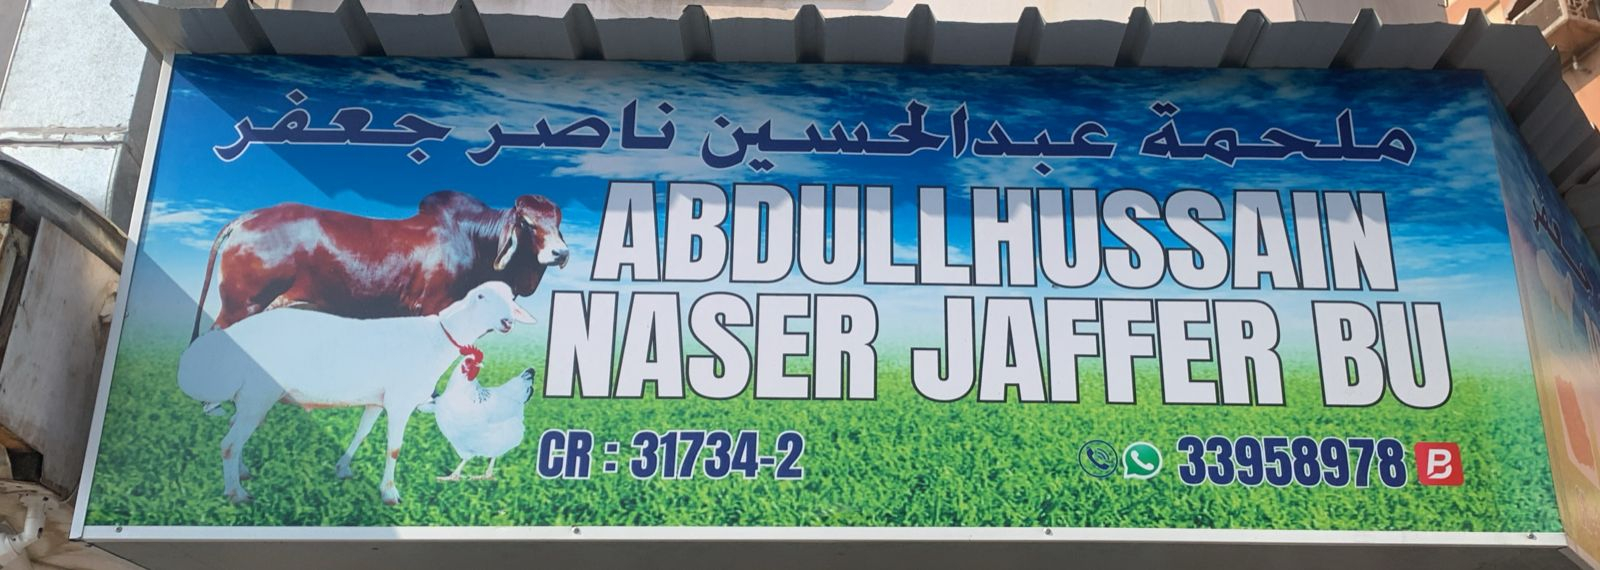 ملحمة عبدالحسين ناصر جعفر
ABDULLHUSSAIN
NASER JAFFER BU
CR : 31734-2
33958978 B